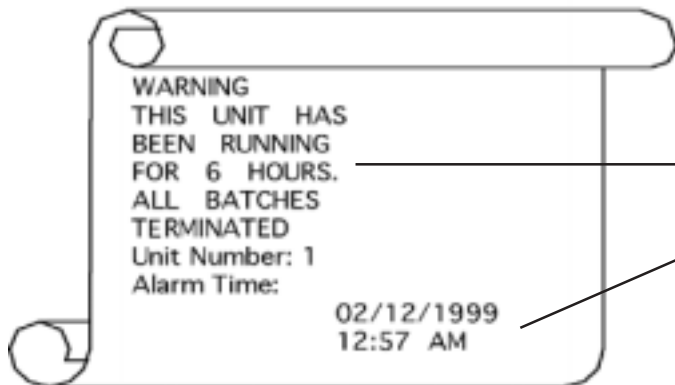 WARNING
THIS UNIT HAS
BEEN RUNNING
FOR 6 HOURS.
ALL BATCHES
TERMINATED
Unit Number: 1
Alarm Time:
02/12/1999
12:57 AM